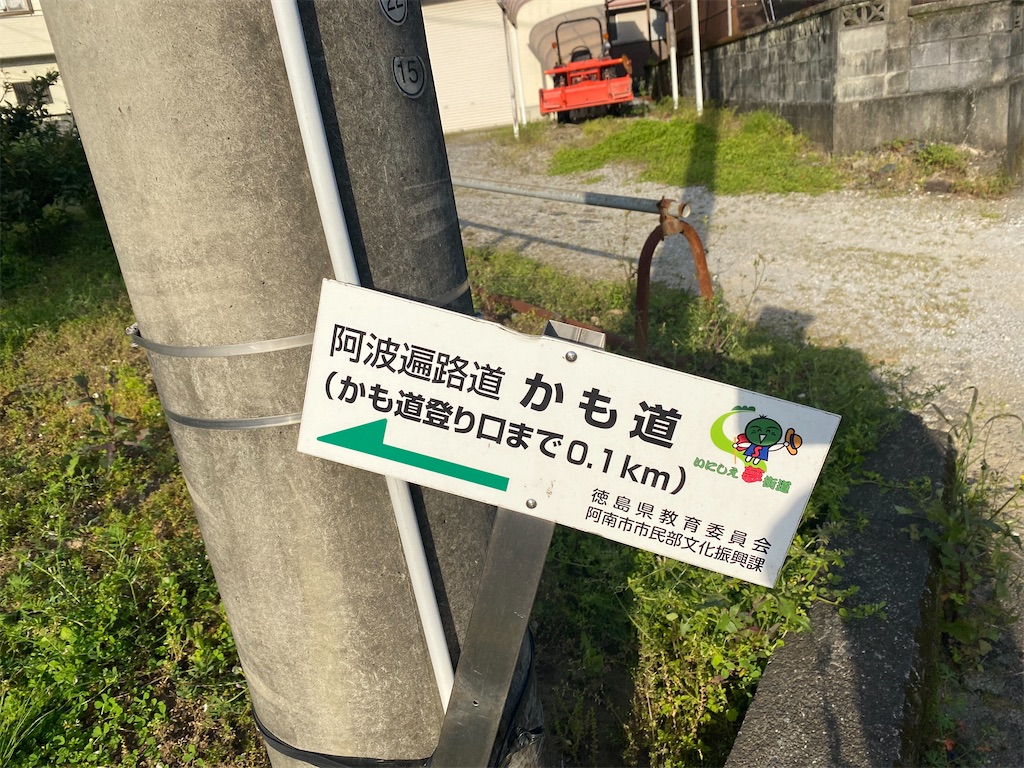 22
15
阿波遍路道 かも道
(かも道登り口まで0.1km)
いにしえ夢街道
徳島県教育委員会
阿南市市民部文化振興課